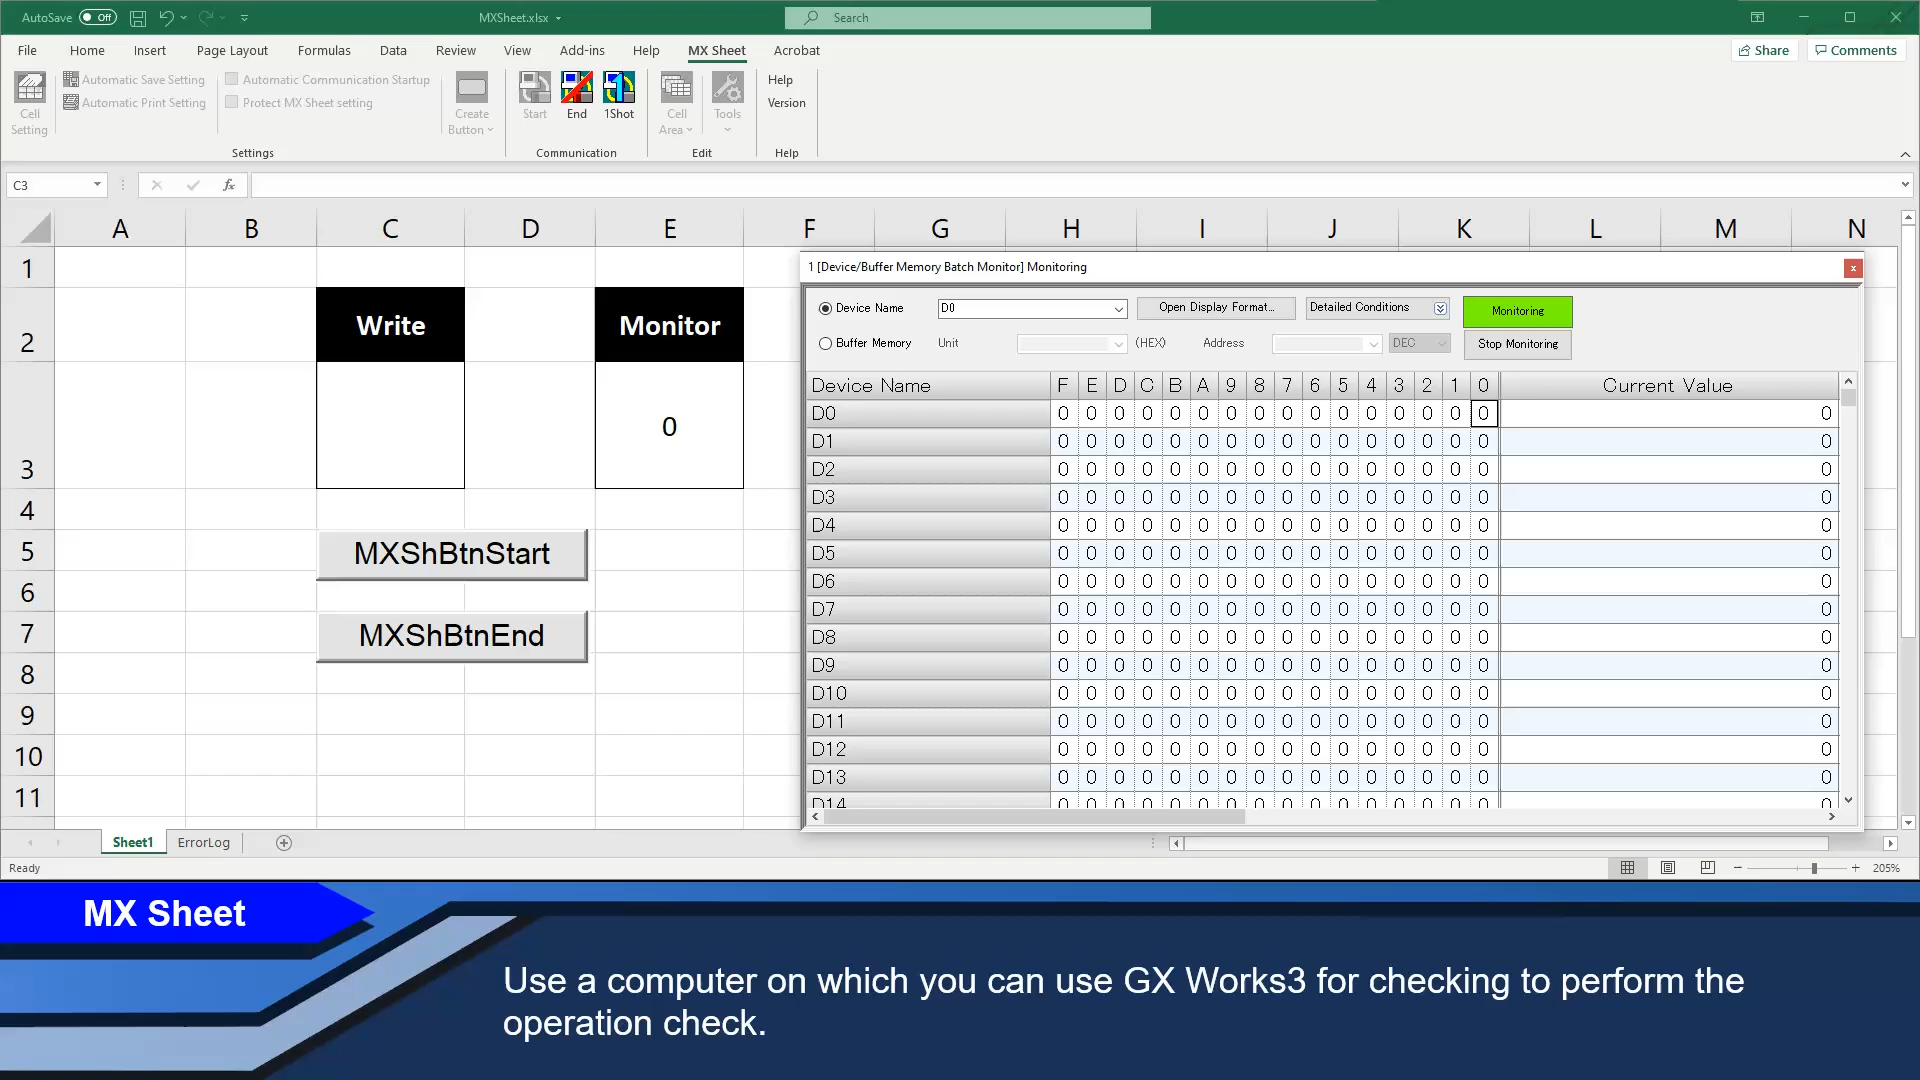 AutoSave Off MXSheet.xlsx Search
File Home Insert Page Layout Formulas Data Review View Add-ins Help MX Sheet Acrobat Share Comments
Automatic Save Setting Automatic Communication Startup Help
Automatic Print Setting Protect MX Sheet setting Version
Cell Create Start End 1Shot Cell Tools
Setting Button Area
Settings Communication Edit Help
C3 fx
A B C D E F G H I J K L M N
1
2 Write Monitor
3 0
4
5 MXShBtnStart
6
7 MXShBtnEnd
8
9
10
11
1 [Device/Buffer Memory Batch Monitor] Monitoring
Device Name D0 Open Display Format... Detailed Conditions Monitoring
Buffer Memory Unit (HEX) Address DEC Stop Monitoring
Device Name F E D C B A 9 8 7 6 5 4 3 2 1 0 Current Value
D0 0 0 0 0 0 0 0 0 0 0 0 0 0 0 0 0 0
D1 0 0 0 0 0 0 0 0 0 0 0 0 0 0 0 0 0
D2 0 0 0 0 0 0 0 0 0 0 0 0 0 0 0 0 0
D3 0 0 0 0 0 0 0 0 0 0 0 0 0 0 0 0 0
D4 0 0 0 0 0 0 0 0 0 0 0 0 0 0 0 0 0
D5 0 0 0 0 0 0 0 0 0 0 0 0 0 0 0 0 0
D6 0 0 0 0 0 0 0 0 0 0 0 0 0 0 0 0 0
D7 0 0 0 0 0 0 0 0 0 0 0 0 0 0 0 0 0
D8 0 0 0 0 0 0 0 0 0 0 0 0 0 0 0 0 0
D9 0 0 0 0 0 0 0 0 0 0 0 0 0 0 0 0 0
D10 0 0 0 0 0 0 0 0 0 0 0 0 0 0 0 0 0
D11 0 0 0 0 0 0 0 0 0 0 0 0 0 0 0 0 0
D12 0 0 0 0 0 0 0 0 0 0 0 0 0 0 0 0 0
D13 0 0 0 0 0 0 0 0 0 0 0 0 0 0 0 0 0
D14 0 0 0 0 0 0 0 0 0 0 0 0 0 0 0 0 0
Sheet1 ErrorLog
Ready 205%
MX Sheet
Use a computer on which you can use GX Works3 for checking to perform the
operation check.